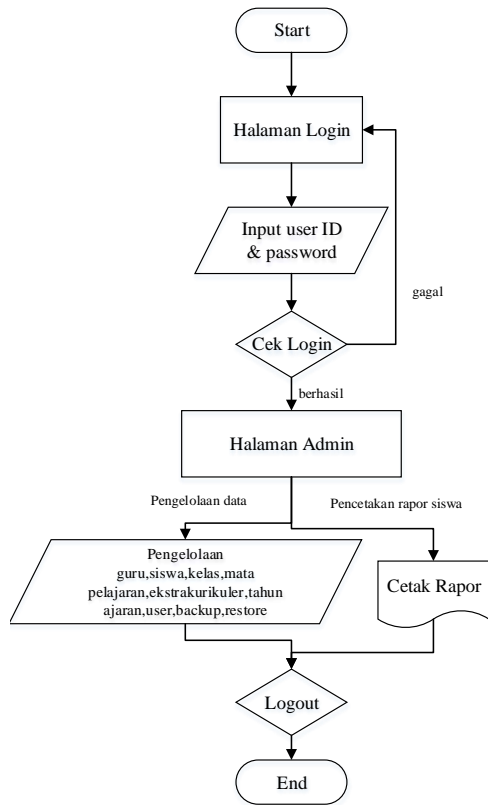 Start
Halaman Login
Input user ID
& password
gagal
Cek Login
berhasil
Halaman Admin
Pengelolaan data
Pencetakan rapor siswa
Pengelolaan
guru,siswa,kelas,mata
pelajaran,ekstrakurikuler,tahun
ajaran,user,backup,restore
Cetak Rapor
Logout
End